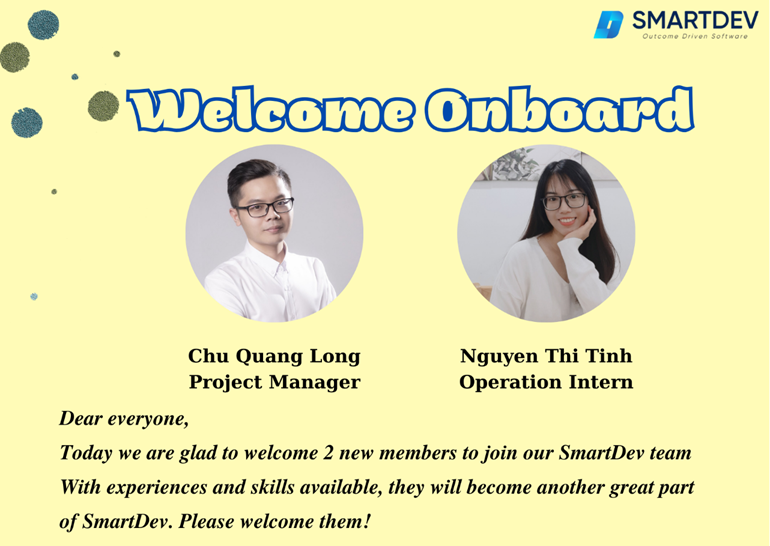 SMARTDEV
Outcome Driven Software
Welcome Onboard
Chu Quang Long
Project Manager
Nguyen Thi Tinh
Operation Intern
Dear everyone,
Today we are glad to welcome 2 new members to join our SmartDev team
With experiences and skills available, they will become another great part
of SmartDev. Please welcome them!